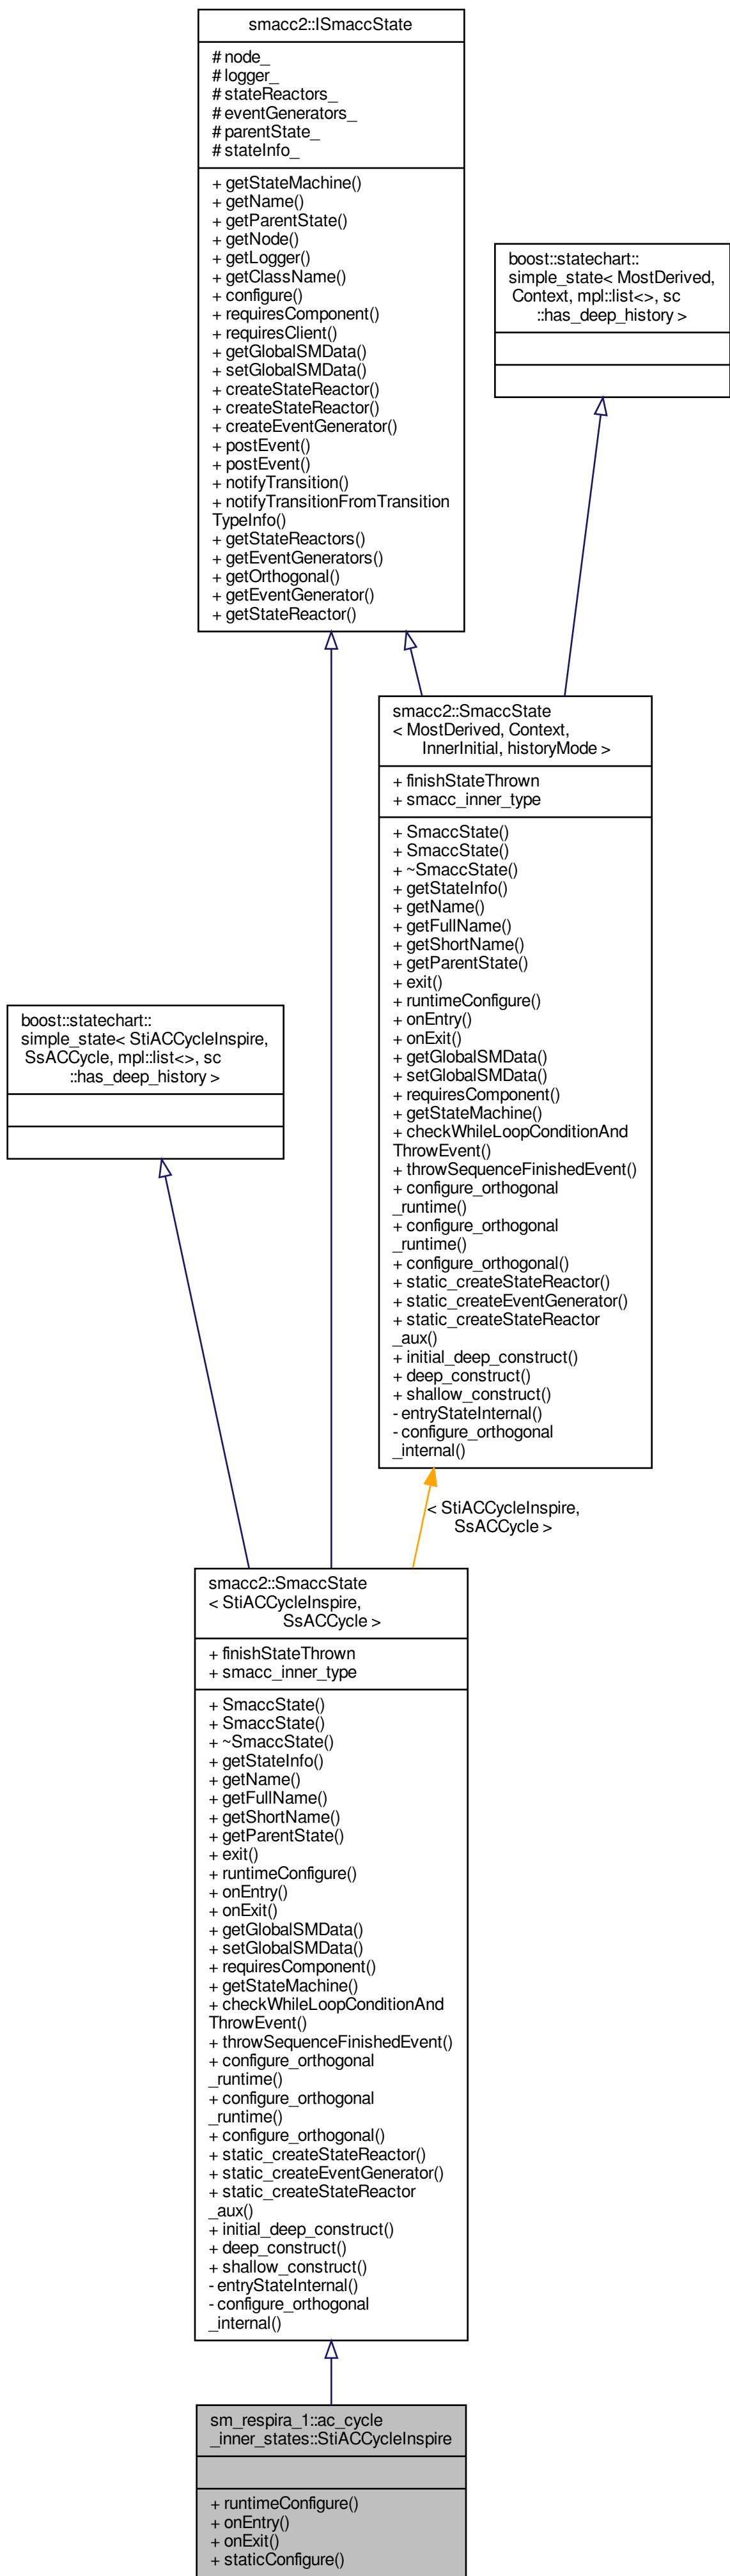 smacc2::ISmaccState
# node_
# logger_
# stateReactors_
# eventGenerators_
# parentState_
# stateInfo_
+ getStateMachine()
+ getName()
+ getParentState()
+ getNode()
+ getLogger()
+ getClassName()
+ configure()
+ requiresComponent()
+ requiresClient()
+ getGlobalSMData()
+ setGlobalSMData()
+ createStateReactor()
+ createStateReactor()
+ createEventGenerator()
+ postEvent()
+ postEvent()
+ notifyTransition()
+ notifyTransitionFromTransition
TypeInfo()
+ getStateReactors()
+ getEventGenerators()
+ getOrthogonal()
+ getEventGenerator()
+ getStateReactor()
boost::statechart::
simple_state< MostDerived,
Context, mpl::list<>, sc
::has_deep_history >
smacc2::SmaccState
< MostDerived, Context,
InnerInitial, historyMode >
+ finishStateThrown
+ smacc_inner_type
+ SmaccState()
+ SmaccState()
+ ~SmaccState()
+ getStateInfo()
+ getName()
+ getFullName()
+ getShortName()
+ getParentState()
+ exit()
+ runtimeConfigure()
+ onEntry()
+ onExit()
+ getGlobalSMData()
+ setGlobalSMData()
+ requiresComponent()
+ getStateMachine()
+ checkWhileLoopConditionAnd
ThrowEvent()
+ throwSequenceFinishedEvent()
+ configure_orthogonal
_runtime()
+ configure_orthogonal
_runtime()
+ configure_orthogonal()
+ static_createStateReactor()
+ static_createEventGenerator()
+ static_createStateReactor
_aux()
+ initial_deep_construct()
+ deep_construct()
+ shallow_construct()
- entryStateInternal()
- configure_orthogonal
_internal()
boost::statechart::
simple_state< StiACCycleInspire,
SsACCycle, mpl::list<>, sc
::has_deep_history >
< StiACCycleInspire,
SsACCycle >
smacc2::SmaccState
< StiACCycleInspire,
SsACCycle >
+ finishStateThrown
+ smacc_inner_type
+ SmaccState()
+ SmaccState()
+ ~SmaccState()
+ getStateInfo()
+ getName()
+ getFullName()
+ getShortName()
+ getParentState()
+ exit()
+ runtimeConfigure()
+ onEntry()
+ onExit()
+ getGlobalSMData()
+ setGlobalSMData()
+ requiresComponent()
+ getStateMachine()
+ checkWhileLoopConditionAnd
ThrowEvent()
+ throwSequenceFinishedEvent()
+ configure_orthogonal
_runtime()
+ configure_orthogonal
_runtime()
+ configure_orthogonal()
+ static_createStateReactor()
+ static_createEventGenerator()
+ static_createStateReactor
_aux()
+ initial_deep_construct()
+ deep_construct()
+ shallow_construct()
- entryStateInternal()
- configure_orthogonal
_internal()
sm_respira_1::ac_cycle
_inner_states::StiACCycleInspire
+ runtimeConfigure()
+ onEntry()
+ onExit()
+ staticConfigure()